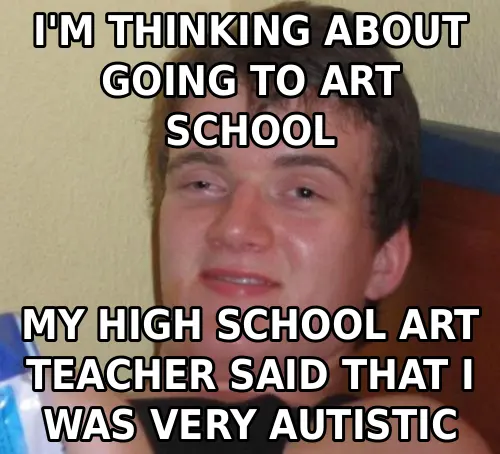 I'M THINKING ABOUT
GOING TO ART
SCHOOL
MY HIGH SCHOOL ART
TEACHER SAID THAT I
WAS VERY AUTISTIC